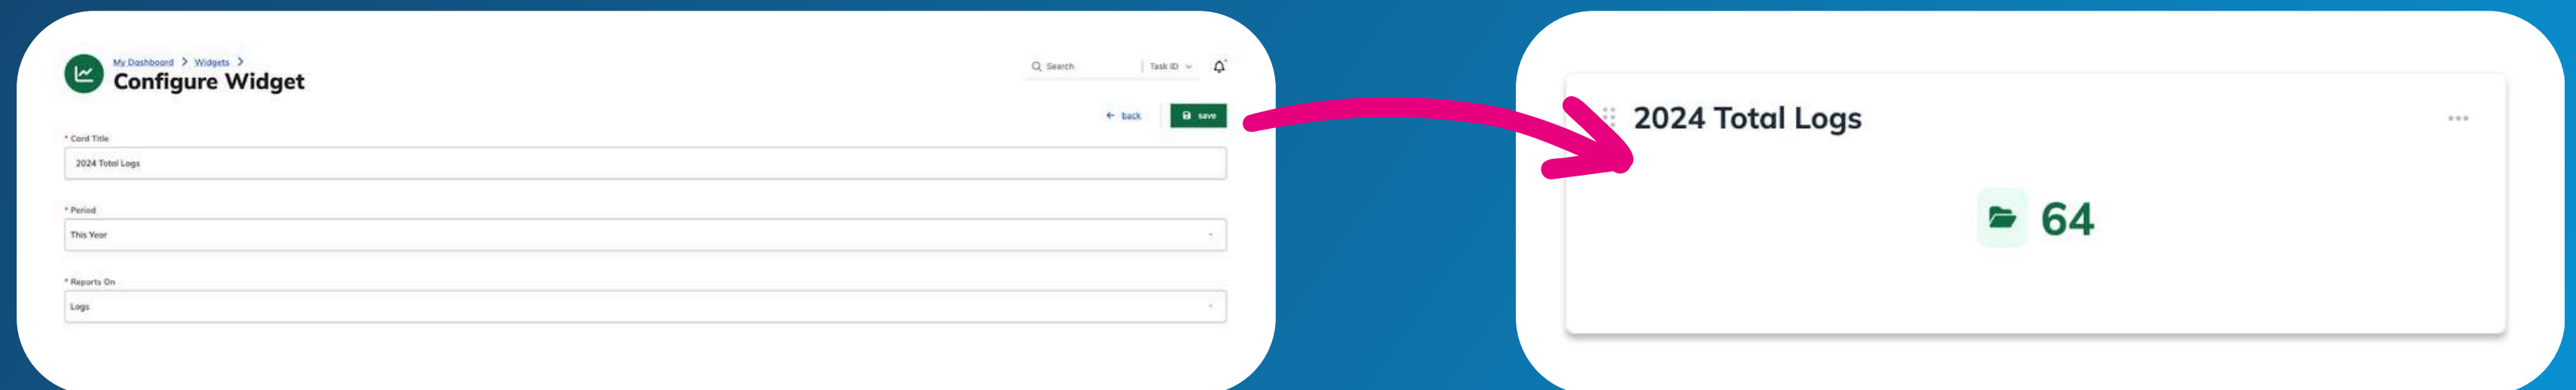 My Dashboard > Widgets >
Configure Widget
Search
Task ID
back
save
* Card Title
2024 Total Logs
* Period
This Year
* Reports On
Logs
2024 Total Logs
64